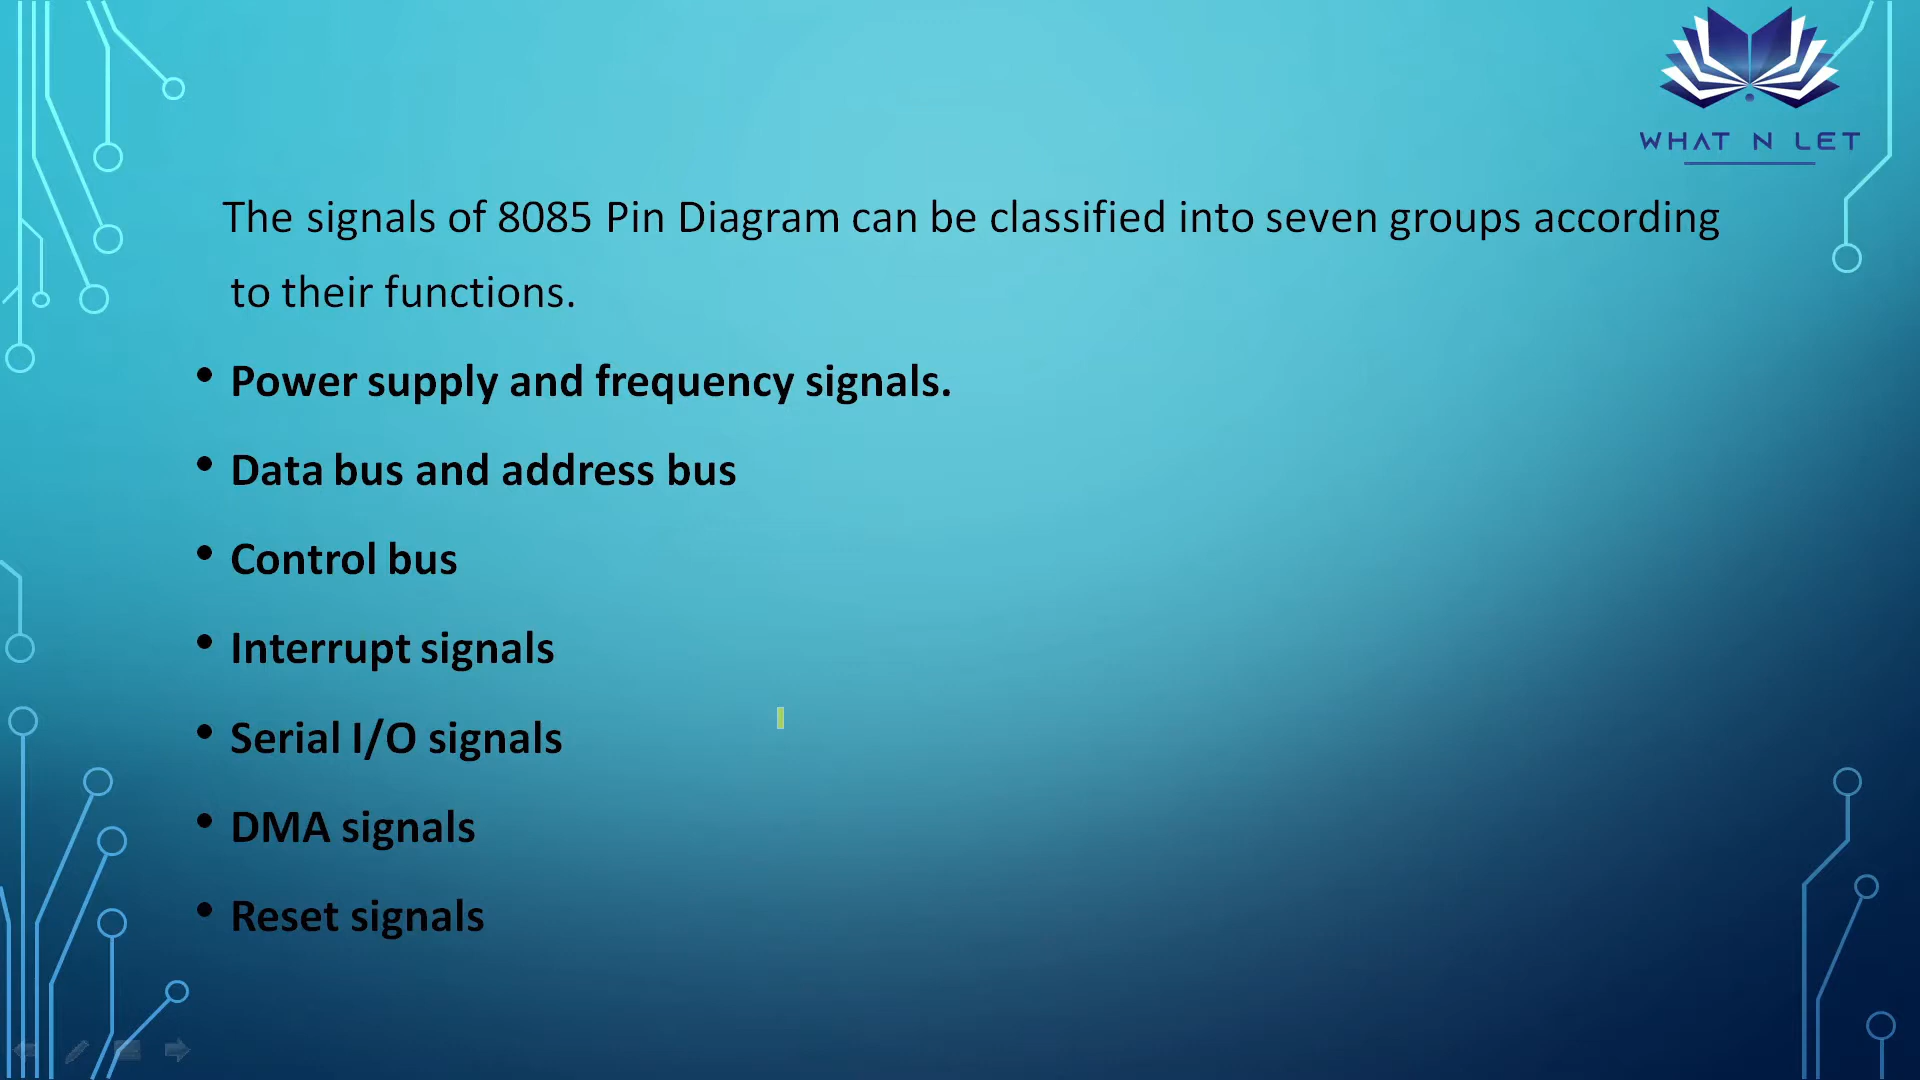 WHAT N LET
The signals of 8085 Pin Diagram can be classified into seven groups according
to their functions.
• Power supply and frequency signals.
• Data bus and address bus
• Control bus
• Interrupt signals
• Serial I/O signals
• DMA signals
• Reset signals